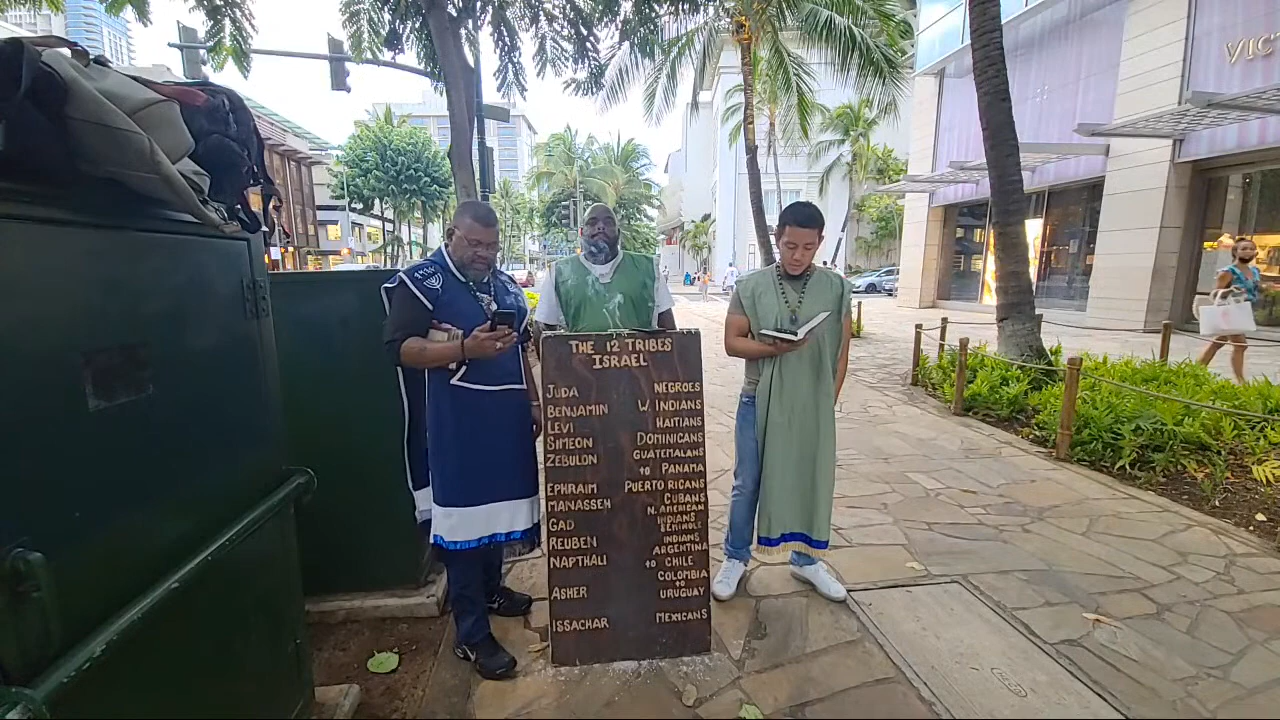 THE 12 TRIBES
ISRAEL
JUDA NEGROES
BENJAMIN W. INDIANS
LEVI HAITIANS
SIMEON DOMINICANS
ZEBULON GUATEMALANS
to PANAMA
EPHRAIM PUERTO RICANS
MANASSEH CUBANS
GAD N. AMERICAN
INDIANS
REUBEN SEMINOLE
INDIANS
NAPTHALI ARGENTINA
to CHILE
ASHER COLOMBIA
to
URUGUAY
ISSACHAR MEXICANS
VIC